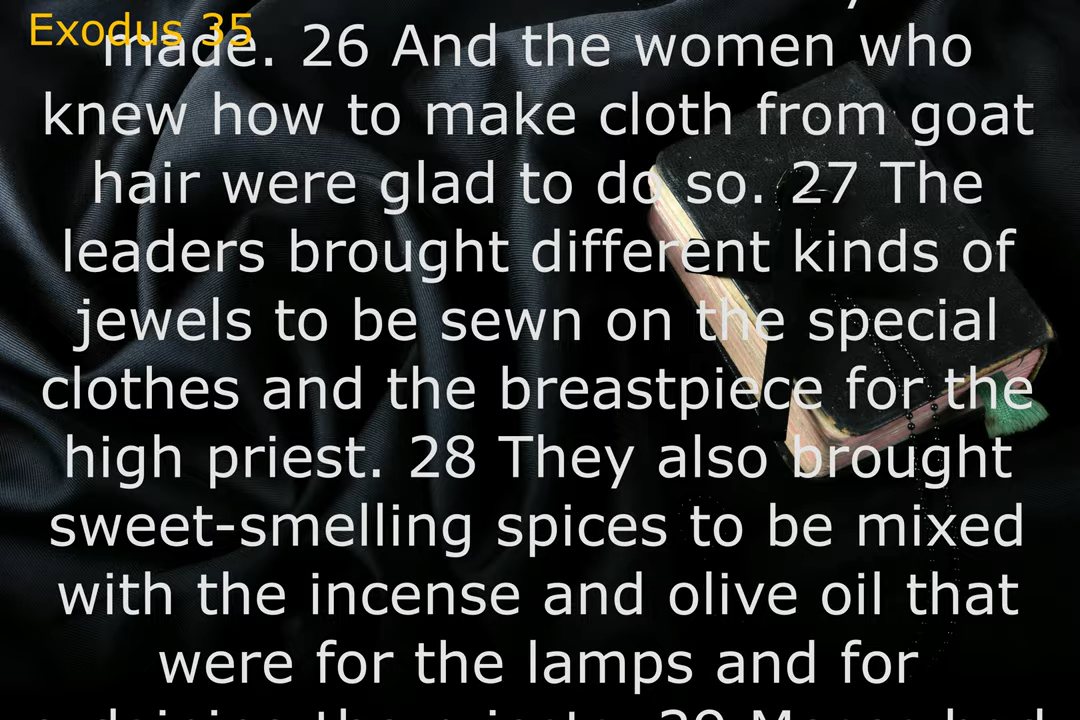 Exodus 35
made. 26 And the women who
knew how to make cloth from goat
hair were glad to do so. 27 The
leaders brought different kinds of
jewels to be sewn on the special
clothes and the breastpiece for the
high priest. 28 They also brought
sweet-smelling spices to be mixed
with the incense and olive oil that
were for the lamps and for